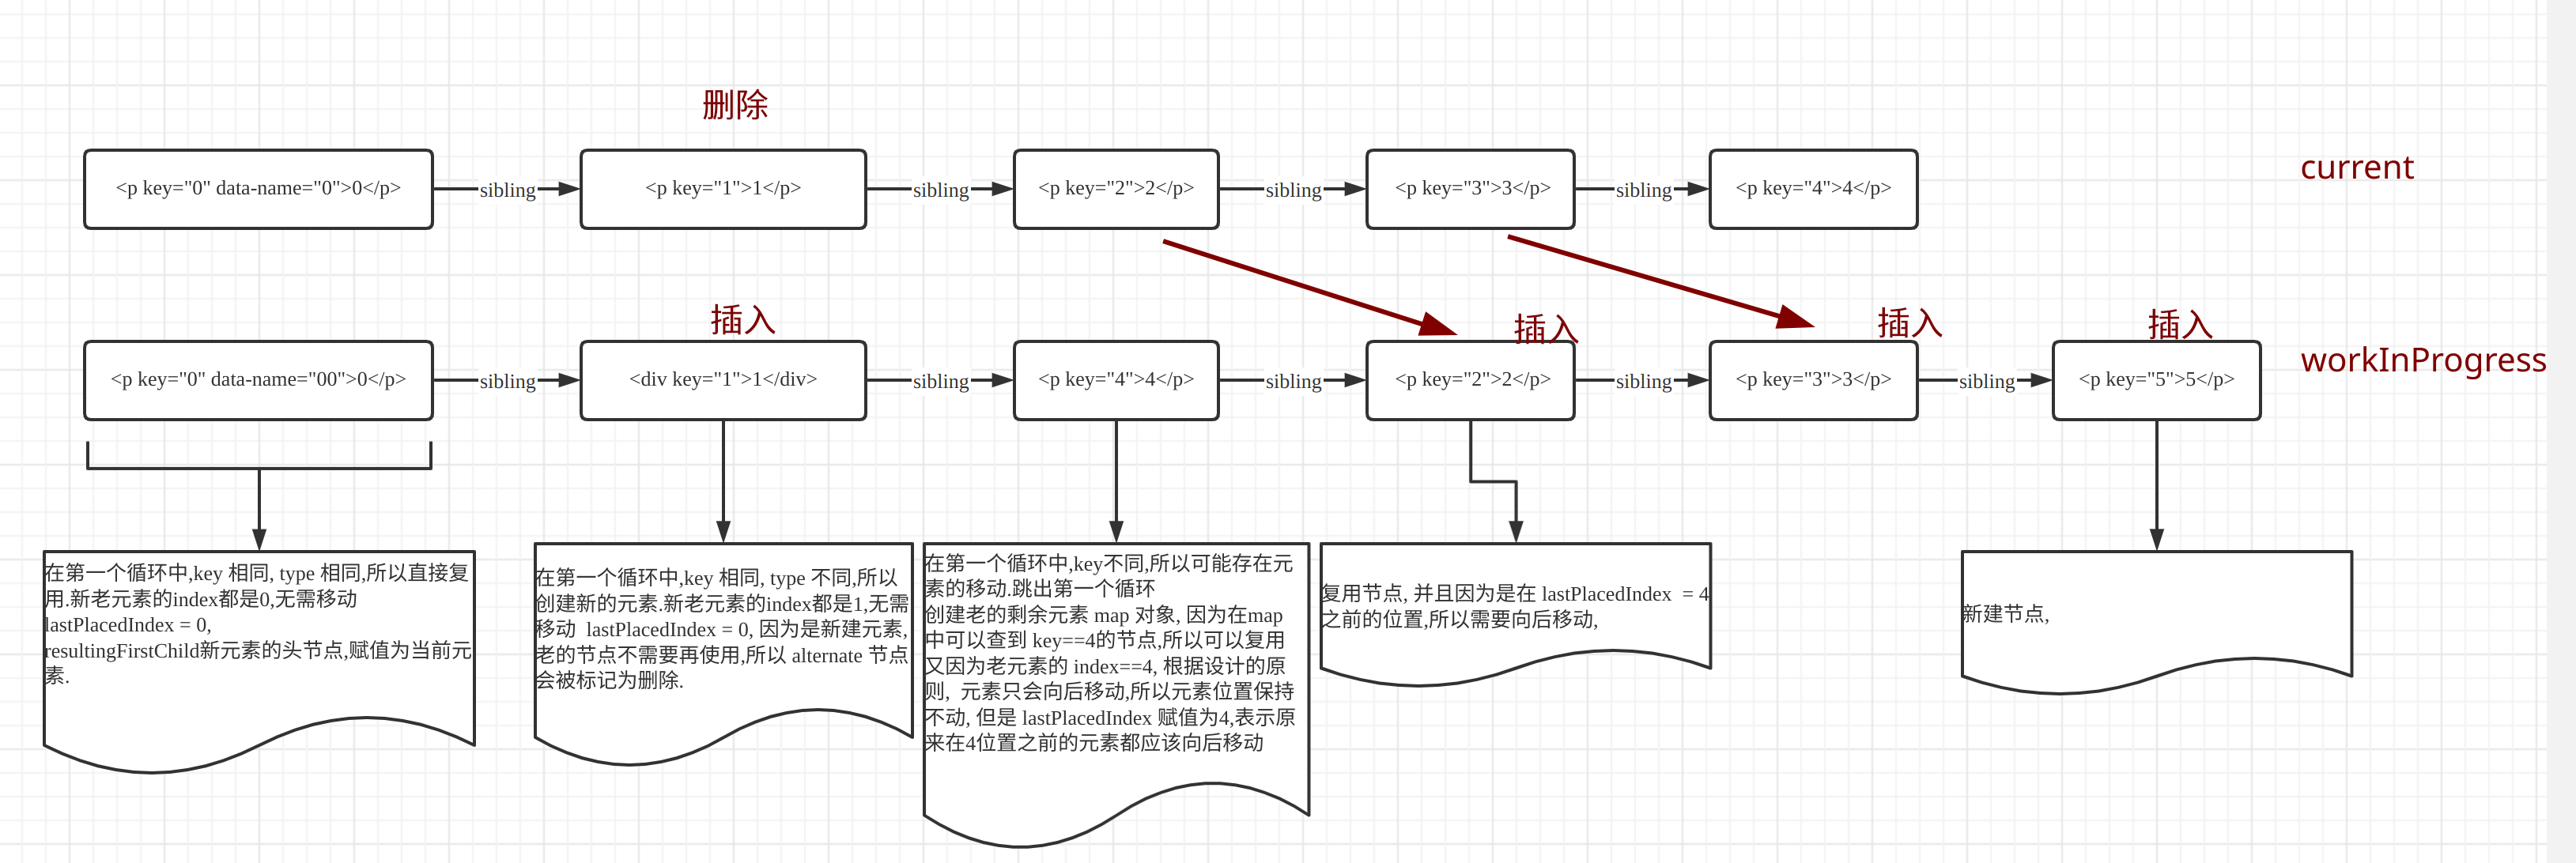 删除
<p key="0" data-name="0">0</p>
sibling
<p key="1">1</p>
sibling
<p key="2">2</p>
sibling
<p key="3">3</p>
sibling
<p key="4">4</p>
current
插入
插入
插入
插入
<p key="0" data-name="00">0</p>
sibling
<div key="1">1</div>
sibling
<p key="4">4</p>
sibling
<p key="2">2</p>
sibling
<p key="3">3</p>
sibling
<p key="5">5</p>
workInProgress
在第一个循环中,key 相同, type 相同,所以直接复
用.新老元素的index都是0,无需移动
lastPlacedIndex = 0,
resultingFirstChild新元素的头节点,赋值为当前元
素.
在第一个循环中,key 相同, type 不同,所以
创建新的元素.新老元素的index都是1,无需
移动  lastPlacedIndex = 0, 因为是新建元素,
老的节点不需要再使用,所以 alternate 节点
会被标记为删除.
在第一个循环中,key不同,所以可能存在元
素的移动.跳出第一个循环
创建老的剩余元素 map 对象, 因为在map
中可以查到 key==4的节点,所以可以复用
又因为老元素的 index==4, 根据设计的原
则,  元素只会向后移动,所以元素位置保持
不动, 但是 lastPlacedIndex 赋值为4,表示原
来在4位置之前的元素都应该向后移动
复用节点, 并且因为是在 lastPlacedIndex  = 4
之前的位置,所以需要向后移动,
新建节点,